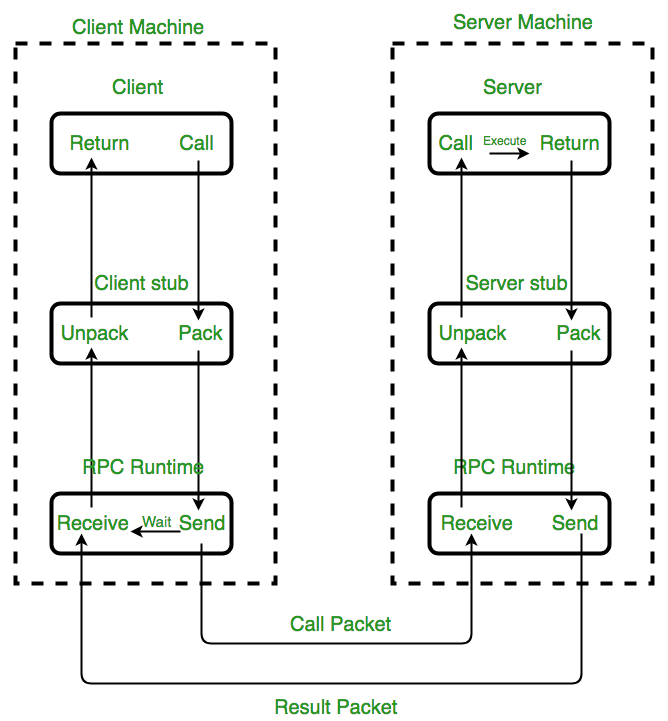 Client Machine
Server Machine
Client
Server
Return
Call
Call
Execute
Return
Client stub
Server stub
Unpack
Pack
Unpack
Pack
RPC Runtime
RPC Runtime
Receive
Wait
Send
Receive
Send
Call Packet
Result Packet